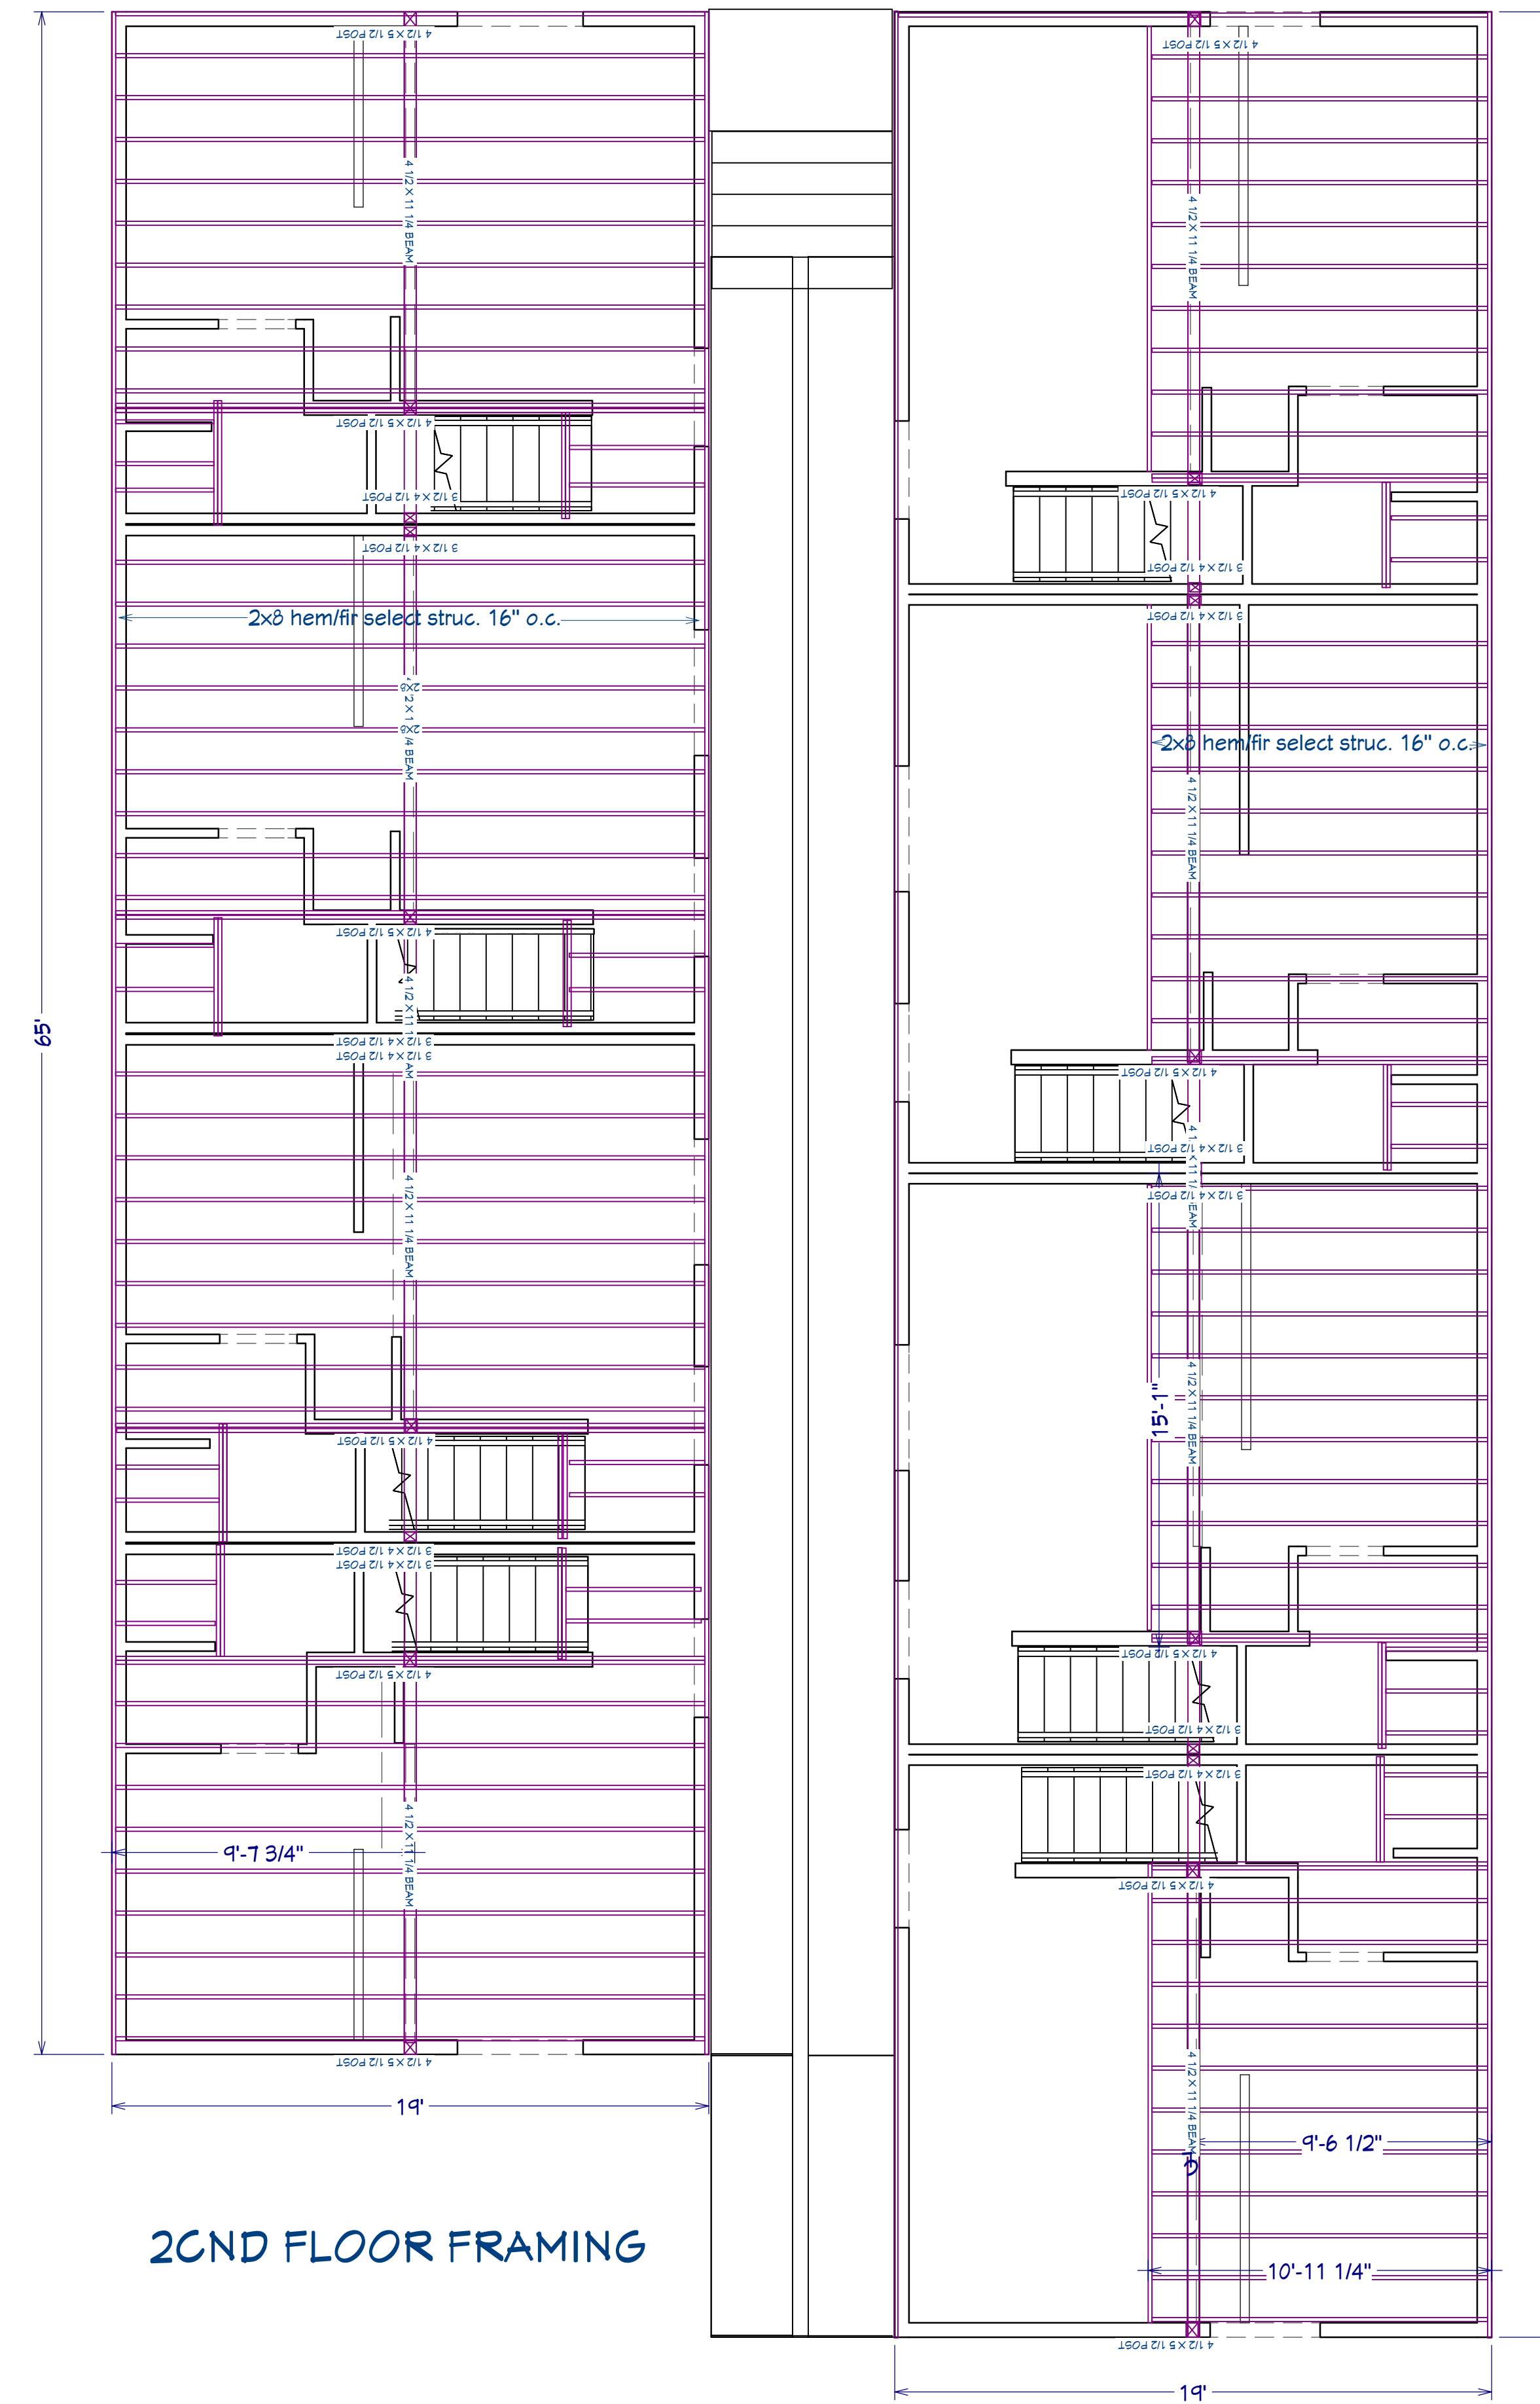 4 1/2 X 5 1/2 POST
4 1/2 X 11 1/4 BEAM
4 1/2 X 5 1/2 POST
3 1/2 X 4 1/2 POST
3 1/2 X 4 1/2 POST
2x8 hem/fir select struc. 16" o.c.
2X8
2X8
/4 BEAM
4 1/2 X 5 1/2 POST
4 1/2 X 11 1
3 1/2 X 4 1/2 POST
3 1/2 X 4 1/2 POST
65'
4 1/2 X 11 1/4 BEAM
4 1/2 X 5 1/2 POST
3 1/2 X 4 1/2 POST
3 1/2 X 4 1/2 POST
4 1/2 X 5 1/2 POST
4 1/2 X 11 1/4 BEAM
9'-7 3/4"
4 1/2 X 5 1/2 POST
19'
2CND FLOOR FRAMING
4 1/2 X 5 1/2 POST
4 1/2 X 11 1/4 BEAM
4 1/2 X 5 1/2 POST
3 1/2 X 4 1/2 POST
3 1/2 X 4 1/2 POST
2x8 hem/fir select struc. 16" o.c.
4 1/2 X 11 1/4 BEAM
4 1/2 X 5 1/2 POST
3 1/2 X 4 1/2 POST
3 1/2 X 4 1/2 POST
15'-1"
4 1/2 X 11 1/4 BEAM
4 1/2 X 5 1/2 POST
3 1/2 X 4 1/2 POST
3 1/2 X 4 1/2 POST
4 1/2 X 5 1/2 POST
4 1/2 X 11 1/4 BEAM
9'-6 1/2"
10'-11 1/4"
4 1/2 X 5 1/2 POST
19'